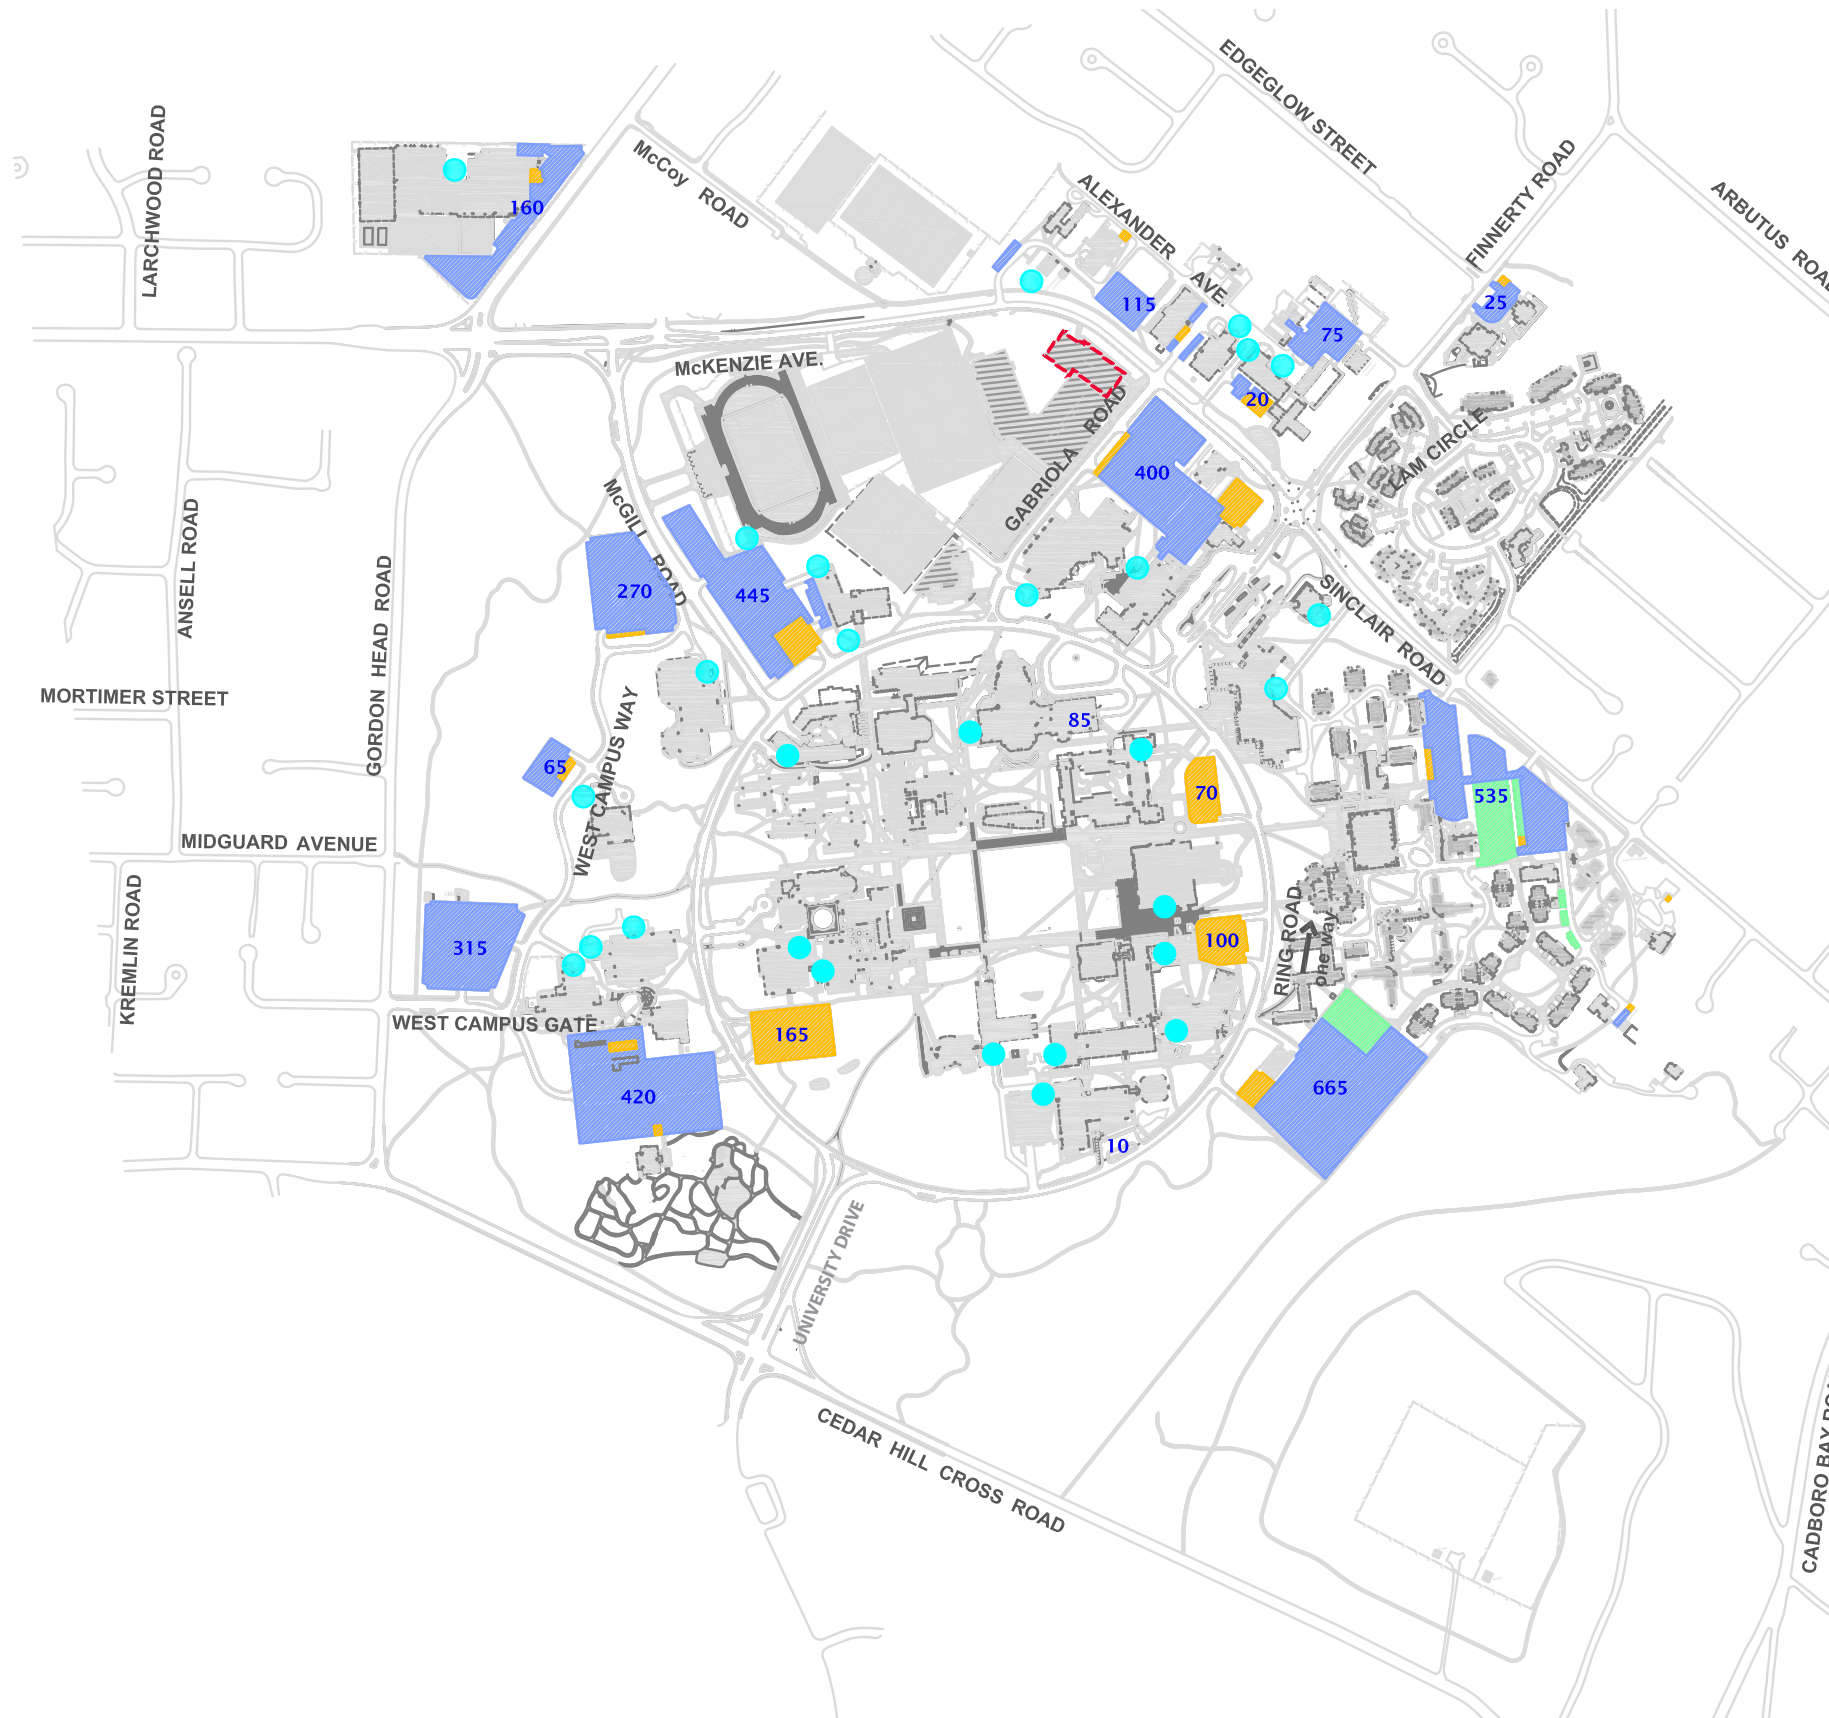 EDGEGLOW STREET
LARCHWOOD ROAD
McCoy ROAD
FINNERTY ROAD
ARBUTUS ROAD
ALEXANDER
AVE.
160
115
25
75
20
McKENZIE AVE.
GABRIOLA ROAD
LAM CIRCLE
400
McGILL ROAD
ANSELL ROAD
GORDON HEAD ROAD
270
445
SINCLAIR ROAD
MORTIMER STREET
WEST CAMPUS WAY
85
65
70
535
MIDGUARD AVENUE
KREMLIN ROAD
315
100
RING ROAD
one way
WEST CAMPUS GATE
165
420
665
10
UNIVERSITY DRIVE
CEDAR HILL CROSS ROAD
CADBORO BAY ROA